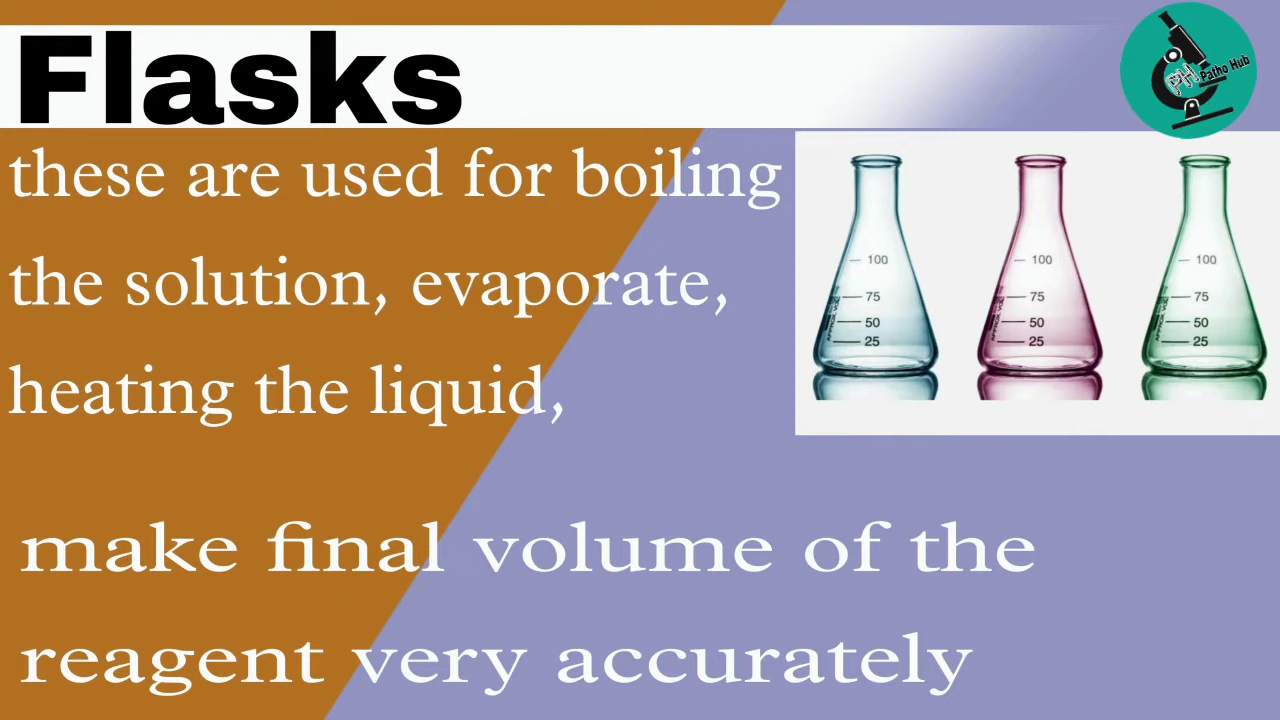 Flasks
PH Patho Hub
these are used for boiling
the solution, evaporate,
heating the liquid,
make final volume of the
reagent very accurately
100
75
50
25
100
75
50
25
100
75
50
25